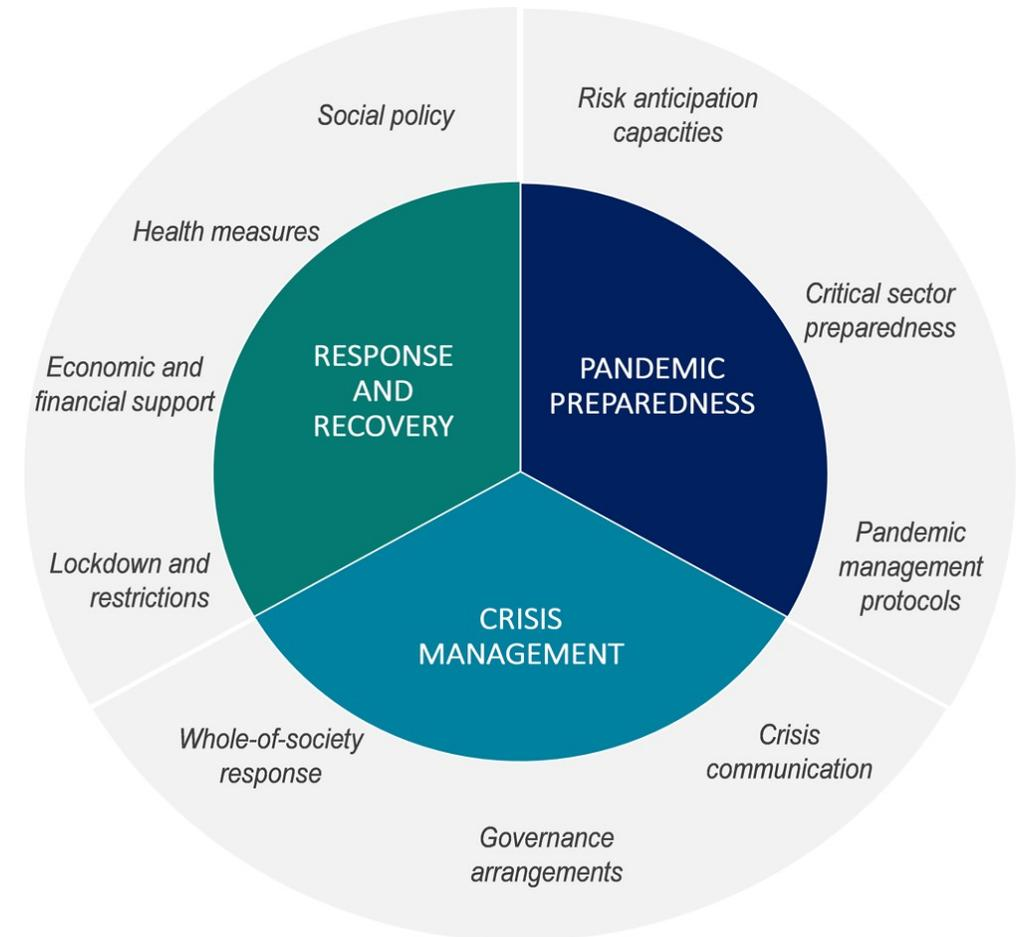 Social policy
Risk anticipation
capacities
Health measures
Critical sector
preparedness
Economic and
financial support
RESPONSE
AND
RECOVERY
PANDEMIC
PREPAREDNESS
Pandemic
management
protocols
Lockdown and
restrictions
CRISIS
MANAGEMENT
Whole-of-society
response
Crisis
communication
Governance
arrangements